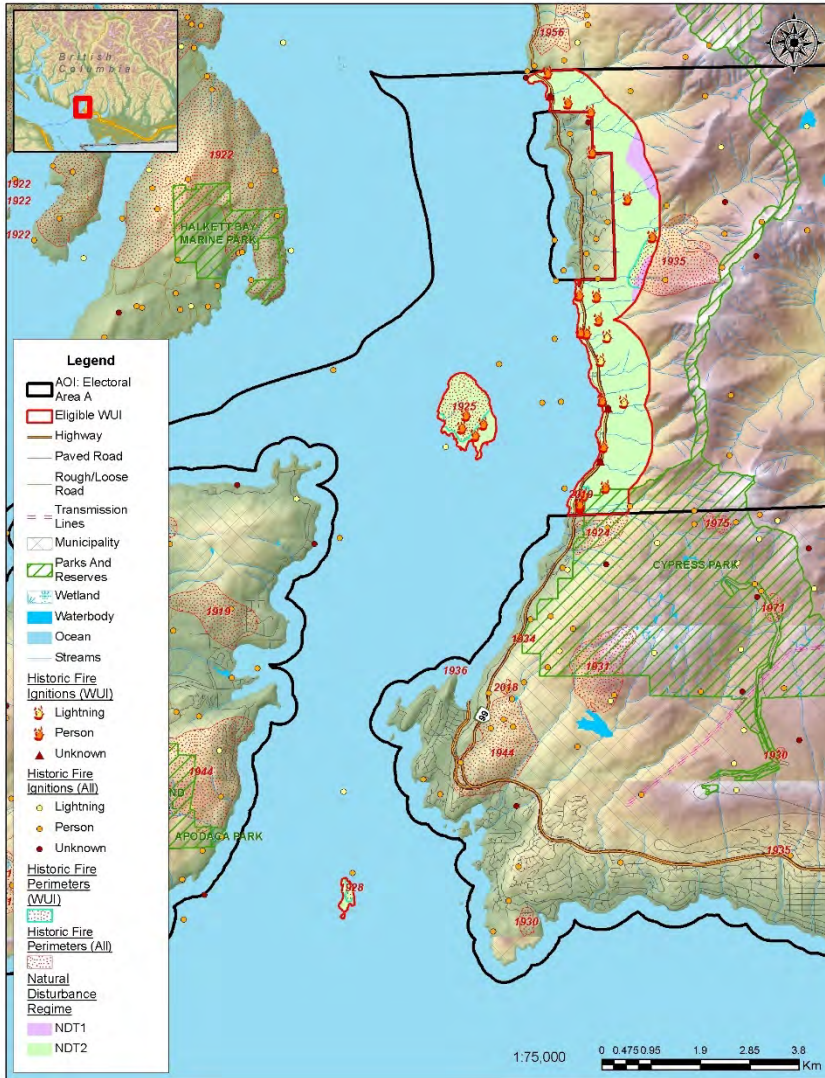 British
Columbia
1956
1922
1922
1922
1922
HALKETT BAY
MARINE PARK
1935
Legend
AOI: Electoral
Area A
Eligible WUI
Highway
Paved Road
Rough/Loose
Road
Transmission
Lines
Municipality
Parks And
Reserves
Wetland
Waterbody
Ocean
Streams
Historic Fire
Ignitions (WUI)
Lightning
Person
Unknown
Historic Fire
Ignitions (All)
Lightning
Person
Unknown
Historic Fire
Perimeters
(WUI)
Historic Fire
Perimeters (All)
Natural
Disturbance
Regime
NDT1
NDT2
1925
2019
1924
1975
CYPRESS PARK
1919
1971
1934
1936
1931
2018
99
1944
1930
1944
APODACA PARK
1935
1928
1930
1:75,000
0 0.475 0.95 1.9 2.85 3.8
Km